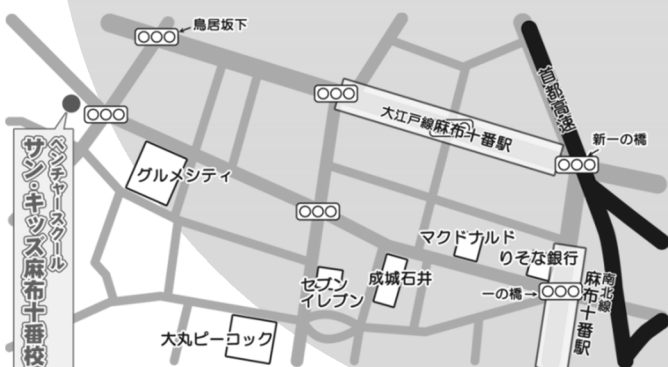 鳥居坂下
大江戸線麻布十番駅
首都高速
新一の橋
ベンチャースクール
サン・キッズ麻布十番校
グルメシティ
マクドナルド
りそな銀行
セブン
イレブン
成城石井
一の橋→
南北線
麻布十番駅
大丸ピーコック